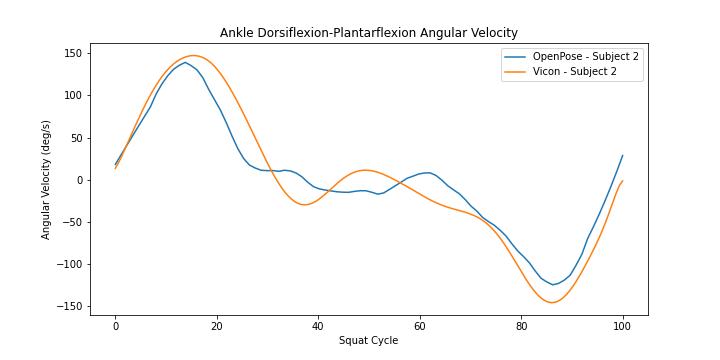 Ankle Dorsiflexion-Plantarflexion Angular Velocity
OpenPose - Subject 2
Vicon - Subject 2
Angular Velocity (deg/s)
150
100
50
0
−50
−100
−150
0
20
40
60
80
100
Squat Cycle